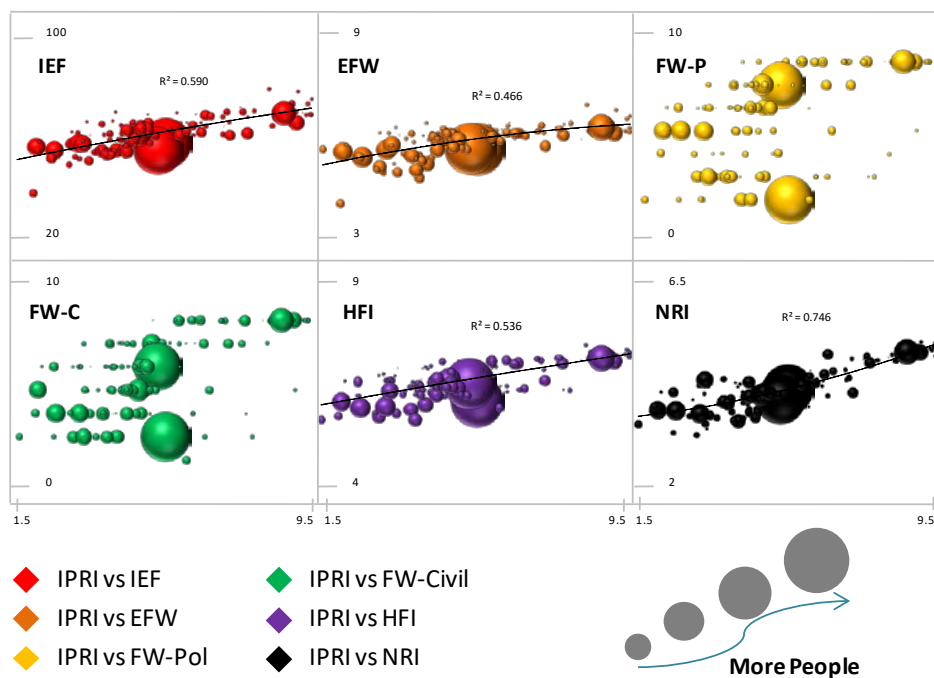 100
IEF
R² = 0.590
20
9
EFW
R² = 0.466
3
10
FW-P
0
10
FW-C
0
9
HFI
R² = 0.536
4
6.5
NRI
R² = 0.746
2
1.5 9.5 1.5 9.5 1.5 9.5
IPRI vs IEF
IPRI vs EFW
IPRI vs FW-Pol
IPRI vs FW-Civil
IPRI vs HFI
IPRI vs NRI
More People